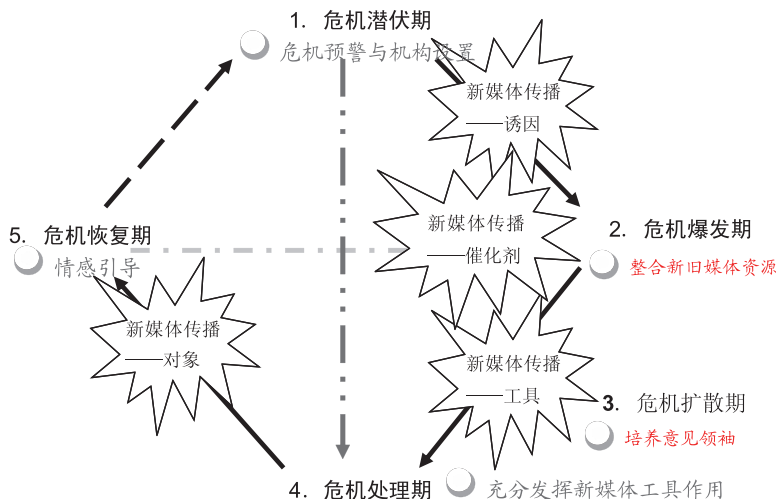 1. 危机潜伏期
危机预警与机构设置
新媒体传播
——诱因
新媒体传播
——催化剂
2. 危机爆发期
整合新旧媒体资源
5. 危机恢复期
情感引导
新媒体传播
——对象
新媒体传播
——工具
3. 危机扩散期
培养意见领袖
4. 危机处理期
充分发挥新媒体工具作用